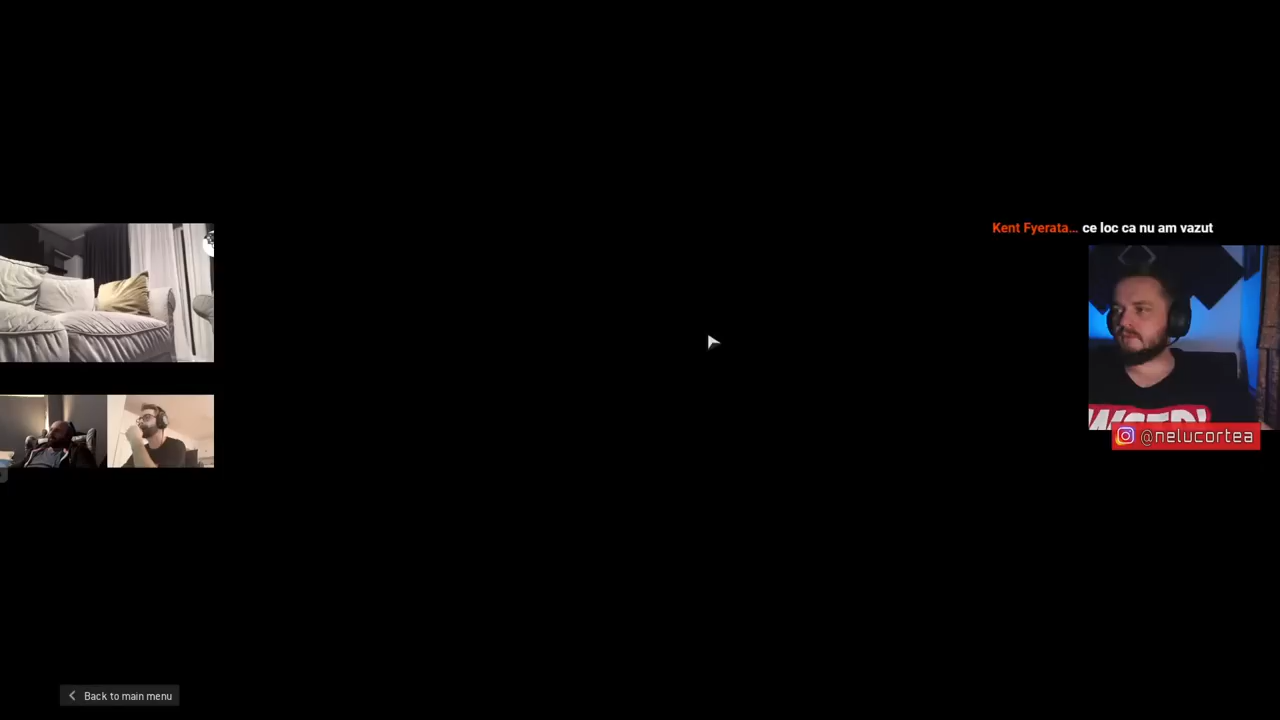 Kent Fyerata… ce loc ca nu am vazut
@nelucortea
Back to main menu